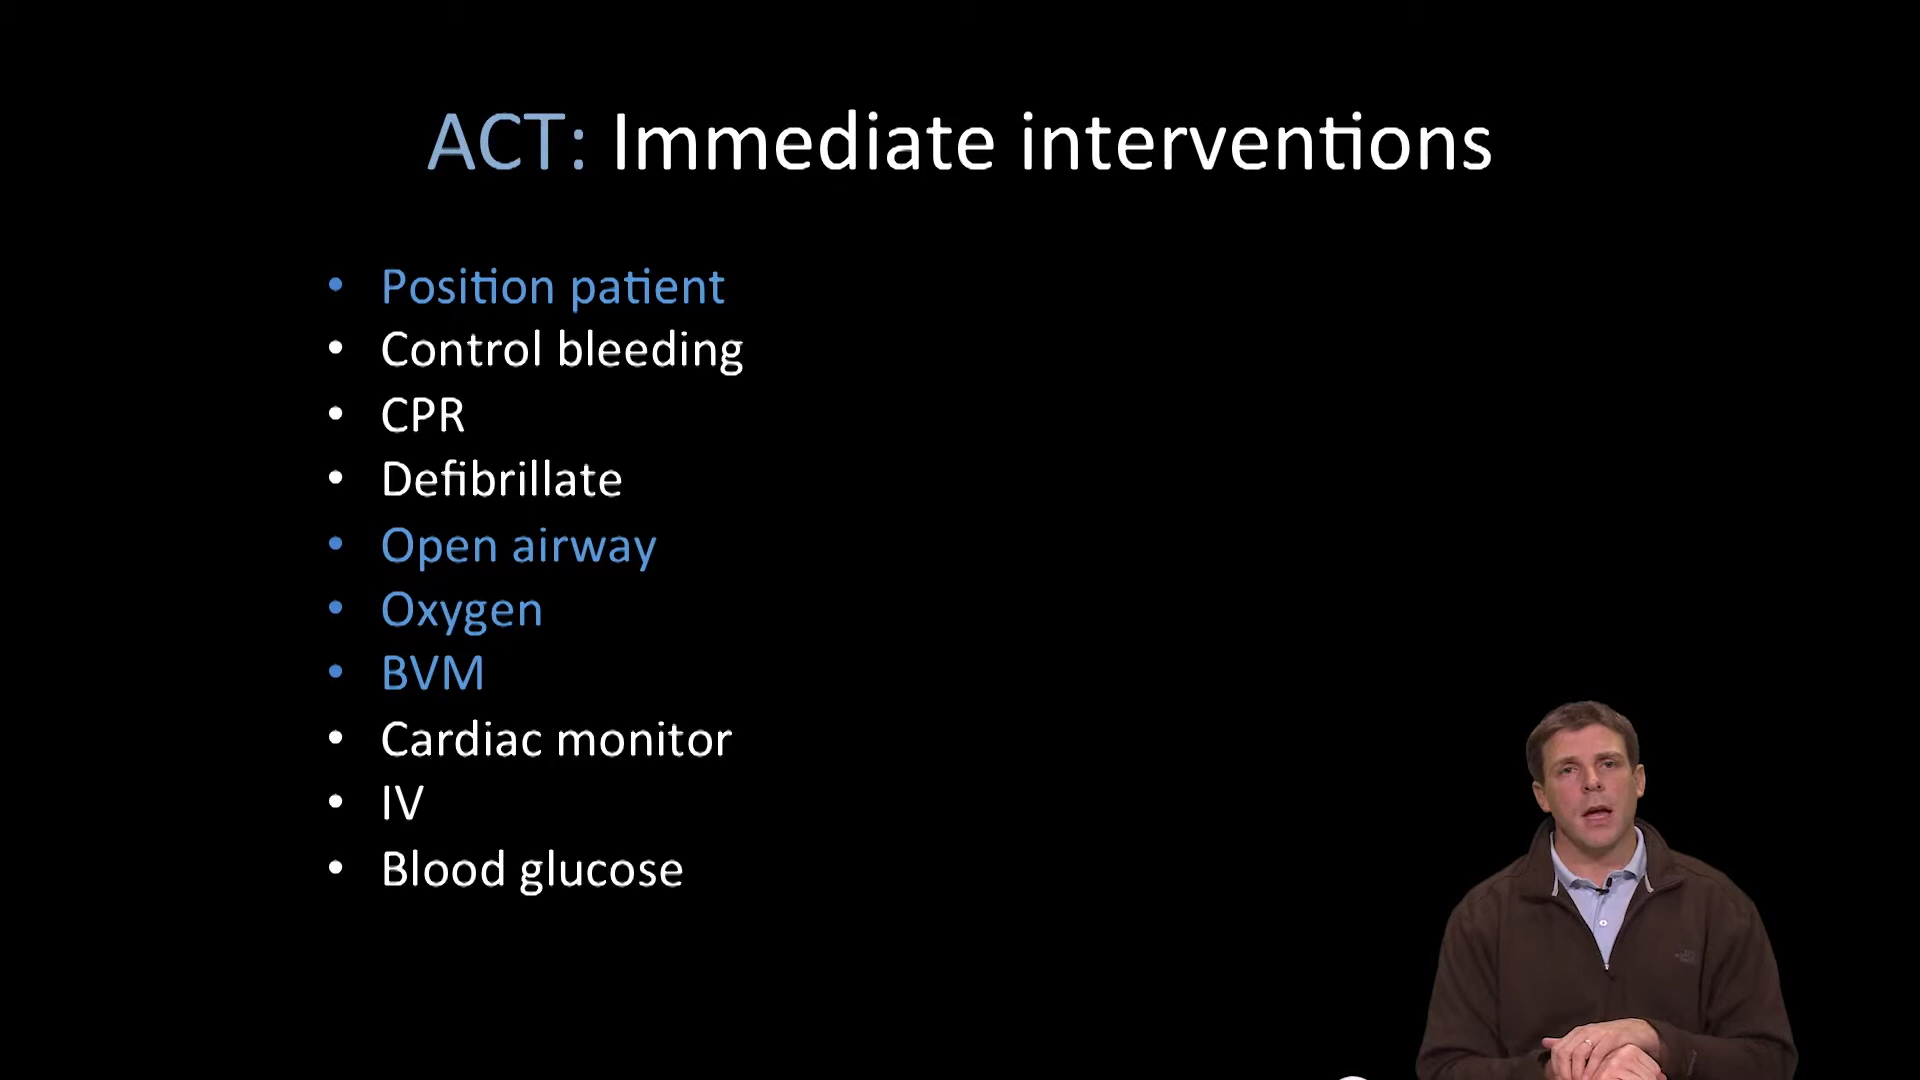 ACT: Immediate interventions
• Position patient
• Control bleeding
• CPR
• Defibrillate
• Open airway
• Oxygen
• BVM
• Cardiac monitor
• IV
• Blood glucose